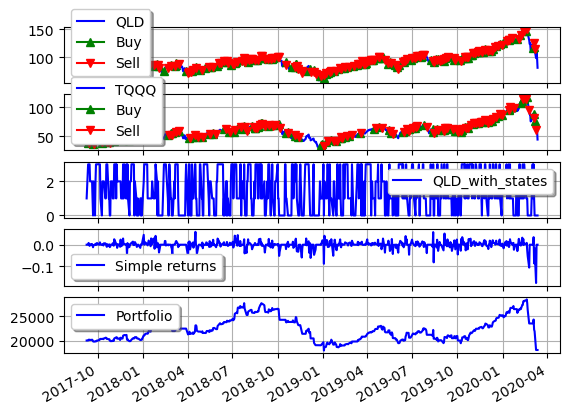 QLD
Buy
Sell
150
100
TQQQ
Buy
Sell
100
50
QLD_with_states
2
0
Simple returns
0.0
−0.1
Portfolio
25000
20000
2017-10
2018-01
2018-04
2018-07
2018-10
2019-01
2019-04
2019-07
2019-10
2020-01
2020-04